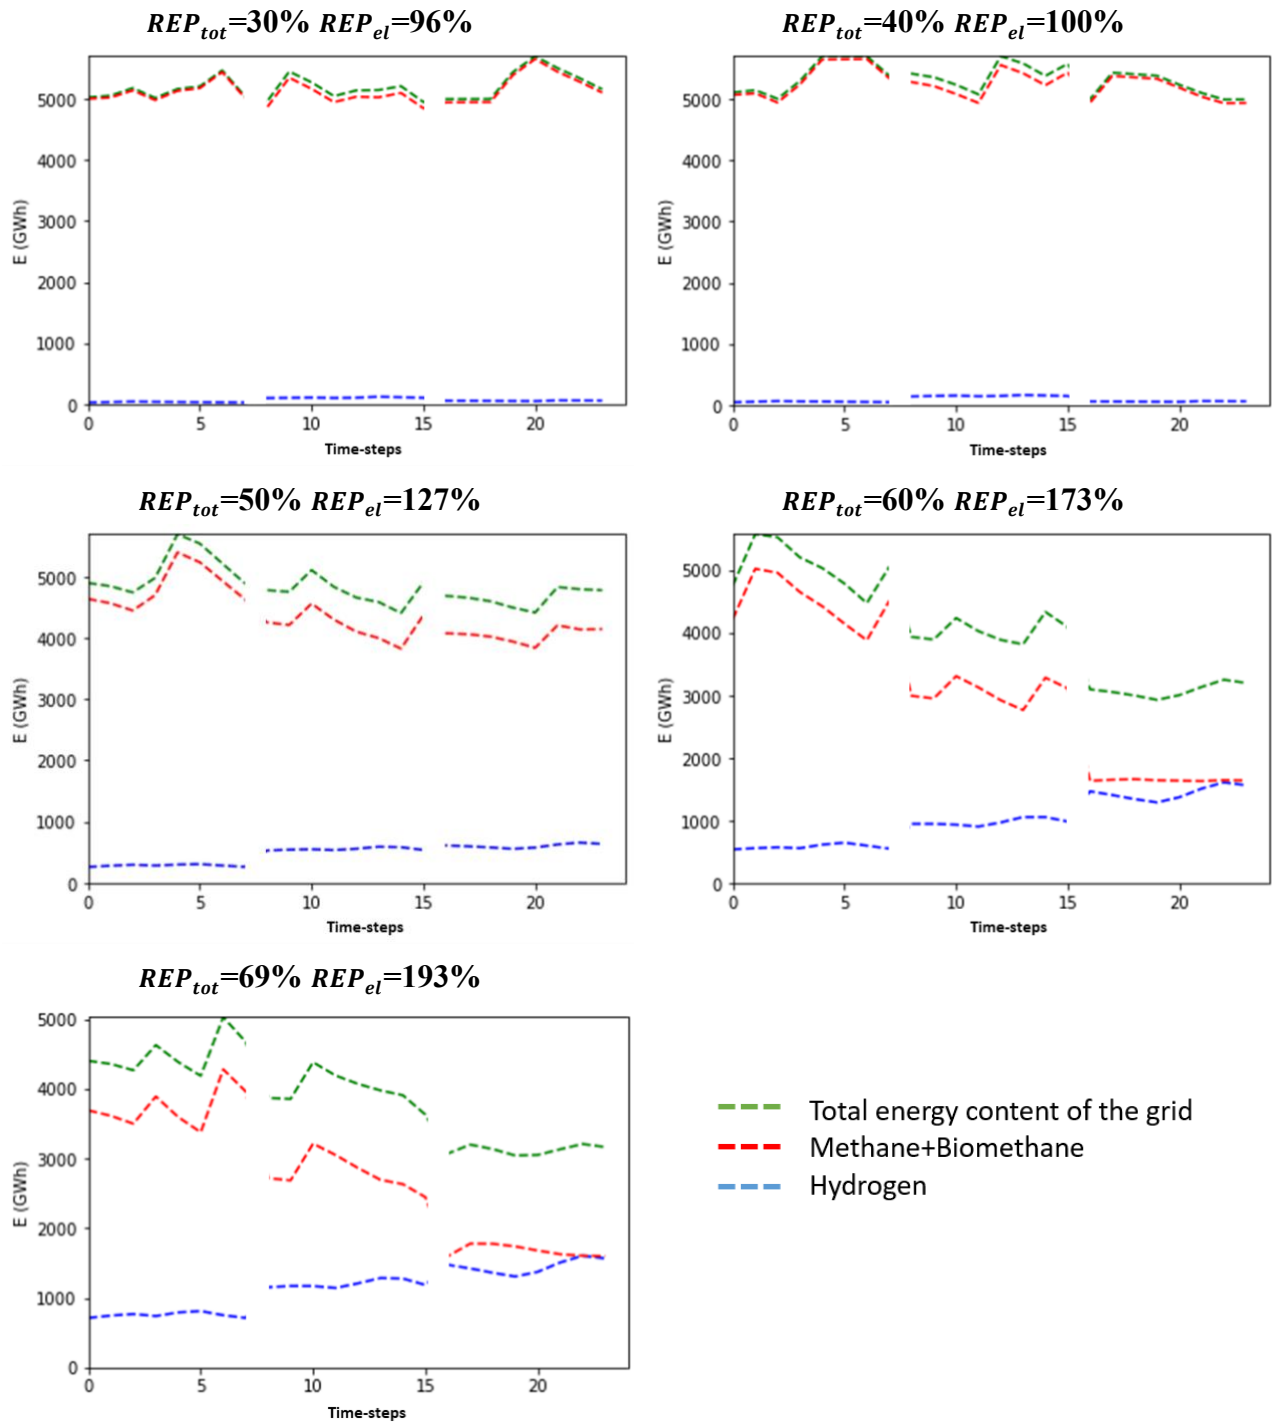 REPtot=30% REPel=96%
5000
4000
3000
2000
1000
0
E (GWh)
0 5 10 15 20
Time-steps
REPtot=40% REPel=100%
5000
4000
3000
2000
1000
0
E (GWh)
0 5 10 15 20
Time-steps
REPtot=50% REPel=127%
5000
4000
3000
2000
1000
0
E (GWh)
0 5 10 15 20
Time-steps
REPtot=60% REPel=173%
5000
4000
3000
2000
1000
0
E (GWh)
0 5 10 15 20
Time-steps
REPtot=69% REPel=193%
5000
4000
3000
2000
1000
0
E (GWh)
0 5 10 15 20
Time-steps
Total energy content of the grid
Methane+Biomethane
Hydrogen